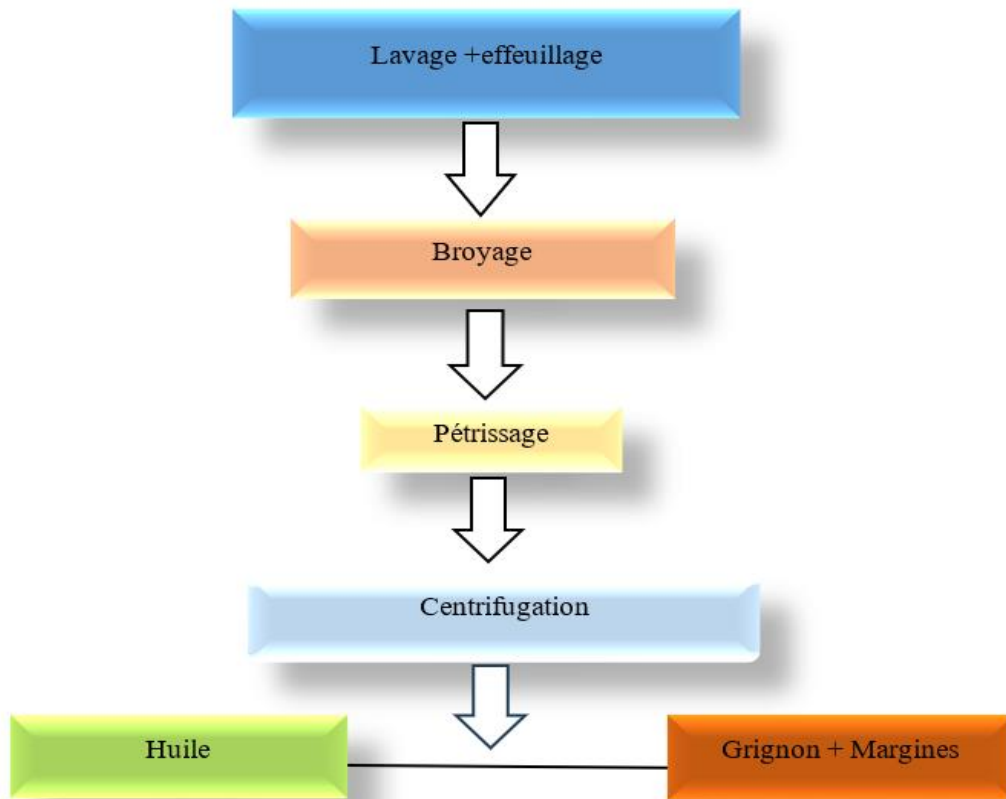 Lavage +effeuillage
Broyage
Pétrissage
Centrifugation
Huile
Grignon + Margines